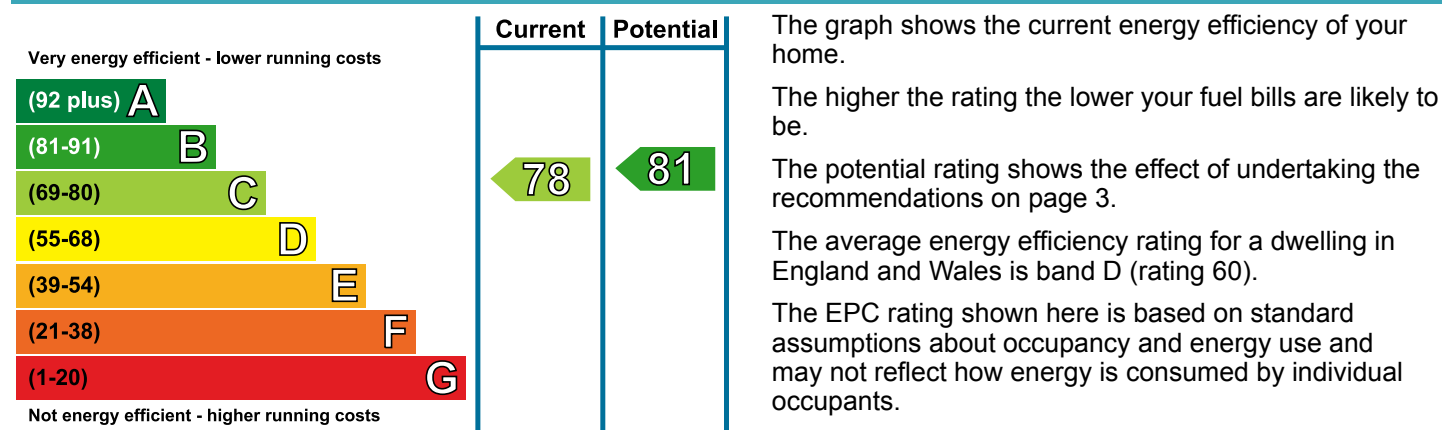 Current Potential
Very energy efficient - lower running costs
(92 plus) A
(81-91) B
(69-80) C
(55-68) D
(39-54) E
(21-38) F
(1-20) G
Not energy efficient - higher running costs
78
81
The graph shows the current energy efficiency of your
home.
The higher the rating the lower your fuel bills are likely to
be.
The potential rating shows the effect of undertaking the
recommendations on page 3.
The average energy efficiency rating for a dwelling in
England and Wales is band D (rating 60).
The EPC rating shown here is based on standard
assumptions about occupancy and energy use and
may not reflect how energy is consumed by individual
occupants.